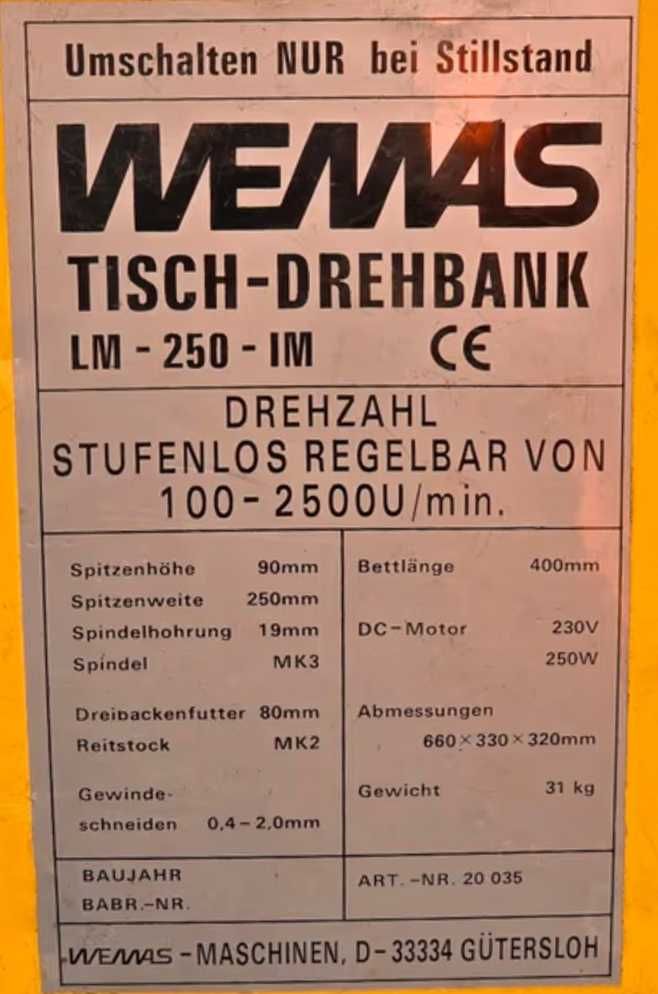 Umschalten NUR bei Stillstand
WEMAS
TISCH-DREHBANK
LM - 250 - IM CE
DREHZAHL
STUFENLOS REGELBAR VON
100 - 2500U/min.
Spitzenhöhe 90mm
Spitzenweite 250mm
Spindelhohrung 19mm
Spindel MK3
Dreibackenfutter 80mm
Reitstock MK2
Gewinde-
schneiden 0,4-2,0mm
Bettlänge 400mm
DC-Motor 230V
250W
Abmessungen
660×330×320mm
Gewicht 31 kg
BAUJAHR
BABR.-NR.
ART. -NR. 20 035
WEMAS - MASCHINEN, D-33334 GÜTERSLOH